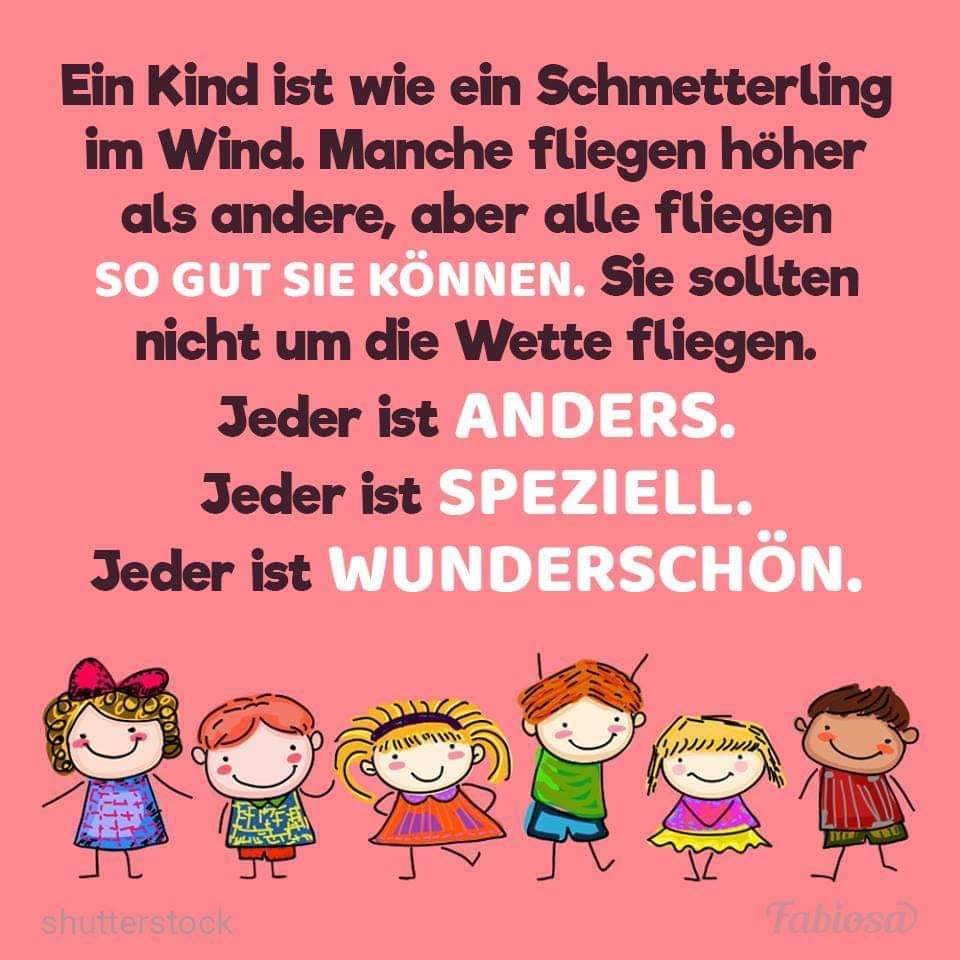 Ein Kind ist wie ein Schmetterling
im Wind. Manche fliegen höher
als andere, aber alle fliegen
SO GUT SIE KÖNNEN. Sie sollten
nicht um die Wette fliegen.
Jeder ist ANDERS.
Jeder ist SPEZIELL.
Jeder ist WUNDERSCHÖN.
shutterstock
Fabiosa